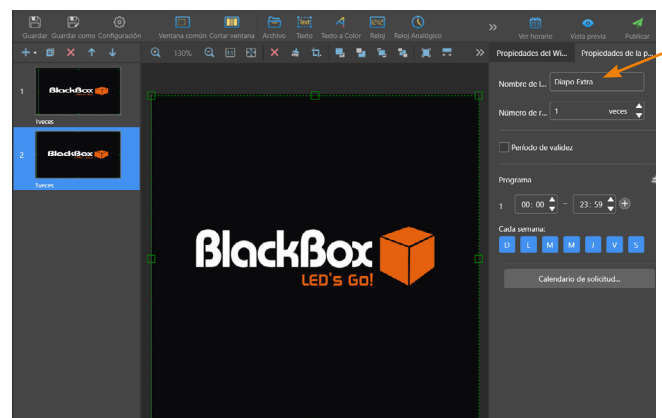 Guardar Guardar como Configuración Ventana común Cortar ventana Archivo Texto Texto a Color Reloj Reloj Analógico Ver horario Vista previa Publicar
130% Propiedades del Wi... Propiedades de la p...
1 BlackBox
1veces
2 BlackBox
1veces
BlackBox
LED's Go!
Nombre de l... Diapo Extra
Número de r... 1 veces
Período de validez
Programa
1 00: 00 - 23: 59
Cada semana:
D L M M J V S
Calendario de solicitud...